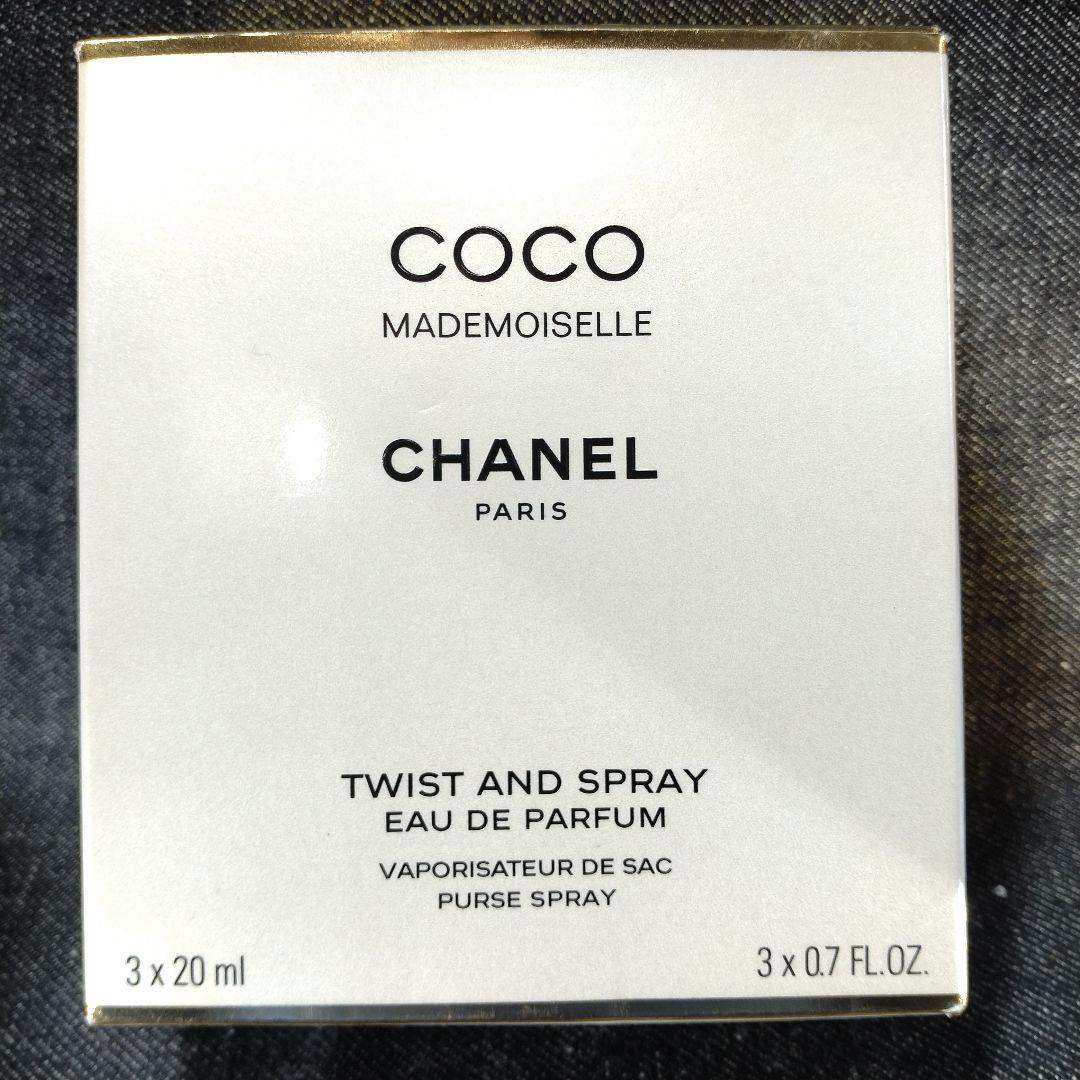 COCO
MADEMOISELLE
CHANEL
PARIS
TWIST AND SPRAY
EAU DE PARFUM
VAPORISATEUR DE SAC
PURSE SPRAY
3 x 20 ml
3 x 0.7 FL.OZ.